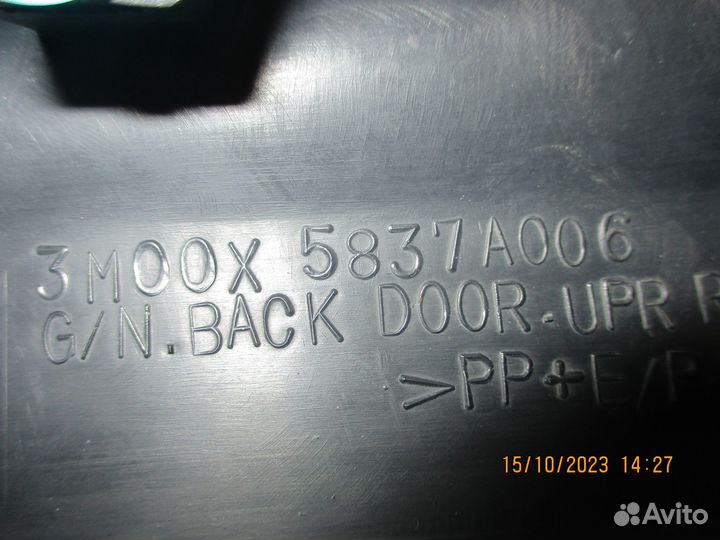 3M00X 5837A006
G/N.BACK DOOR.UPR
>PP+E/P
15/10/2023 14:27
Avito